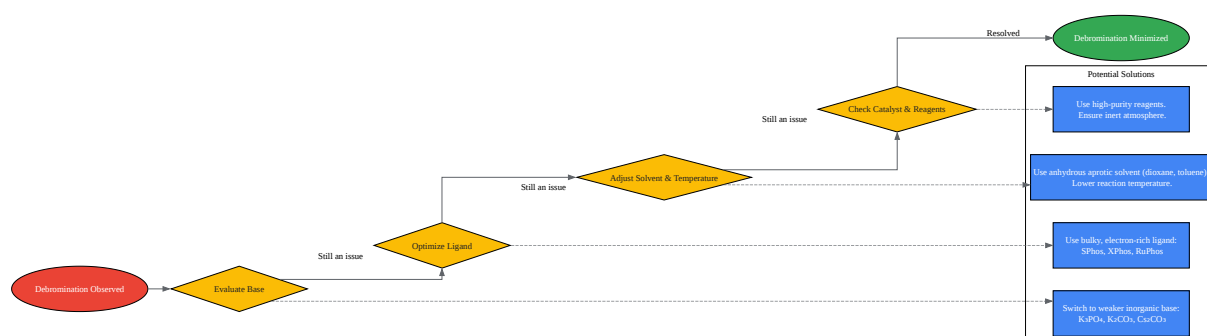 Resolved
Debromination Minimized
Potential Solutions
Use high-purity reagents.
Ensure inert atmosphere.
Check Catalyst & Reagents
Still an issue
Use anhydrous aprotic solvent (dioxane, toluene)
Lower reaction temperature.
Adjust Solvent & Temperature
Still an issue
Use bulky, electron-rich ligand:
SPhos, XPhos, RuPhos
Optimize Ligand
Still an issue
Debromination Observed
Evaluate Base
Switch to weaker inorganic base:
K₃PO₄, K₂CO₃, Cs₂CO₃